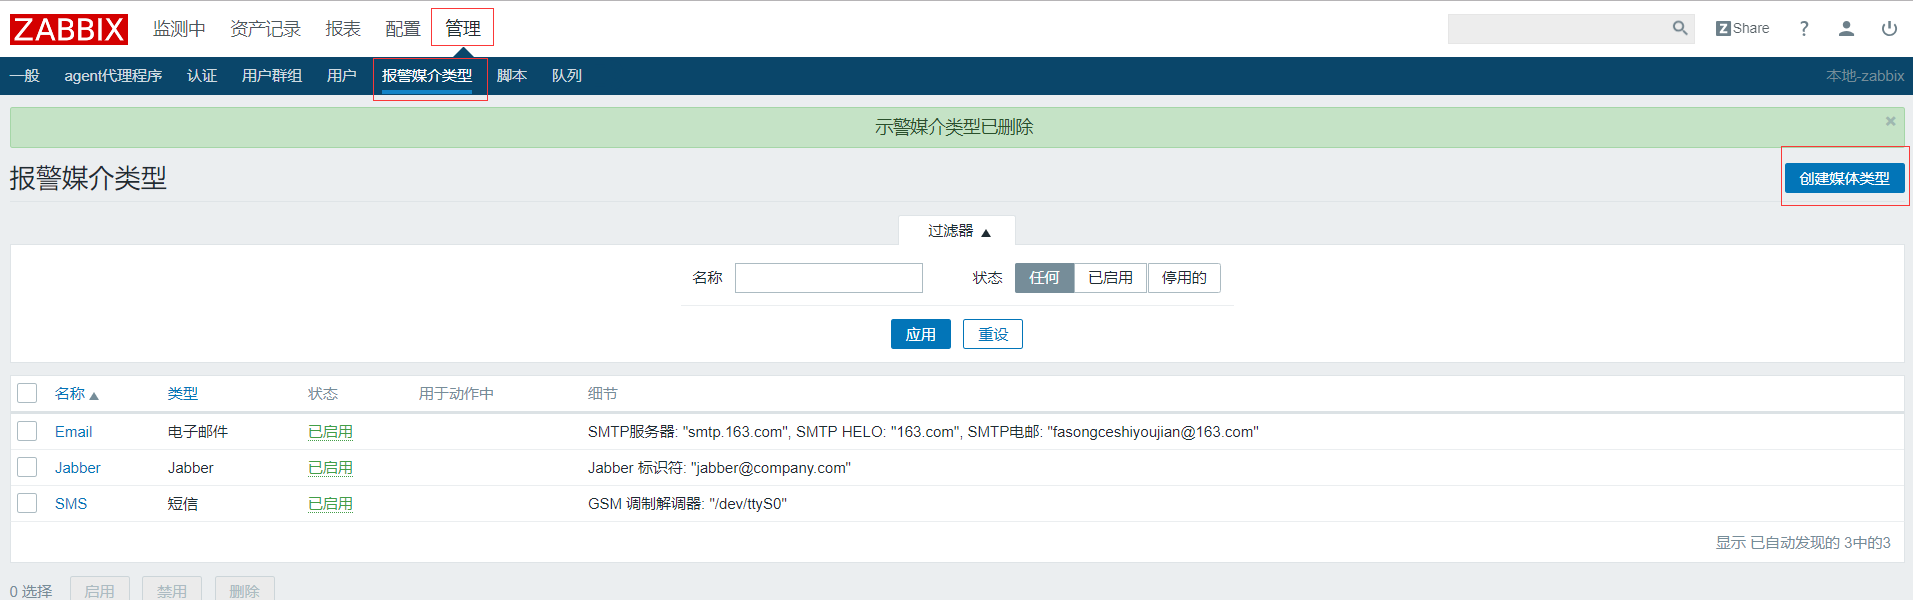 ZABBIX 监测中 资产记录 报表 配置 管理 Z Share ?
一般 agent代理程序 认证 用户群组 用户 报警媒介类型 脚本 队列 本地-zabbix
示警媒介类型已删除
报警媒介类型 创建媒体类型
过滤器 ▲
名称 状态 任何 已启用 停用的
应用 重设
名称 ▲ 类型 状态 用于动作中 细节
Email 电子邮件 已启用 SMTP服务器: "smtp.163.com", SMTP HELO: "163.com", SMTP电邮: "fasongceshiyoujian@163.com"
Jabber Jabber 已启用 Jabber 标识符: "jabber@company.com"
SMS 短信 已启用 GSM 调制解调器: "/dev/ttyS0"
显示 已自动发现的 3中的3
0 选择 启用 禁用 删除